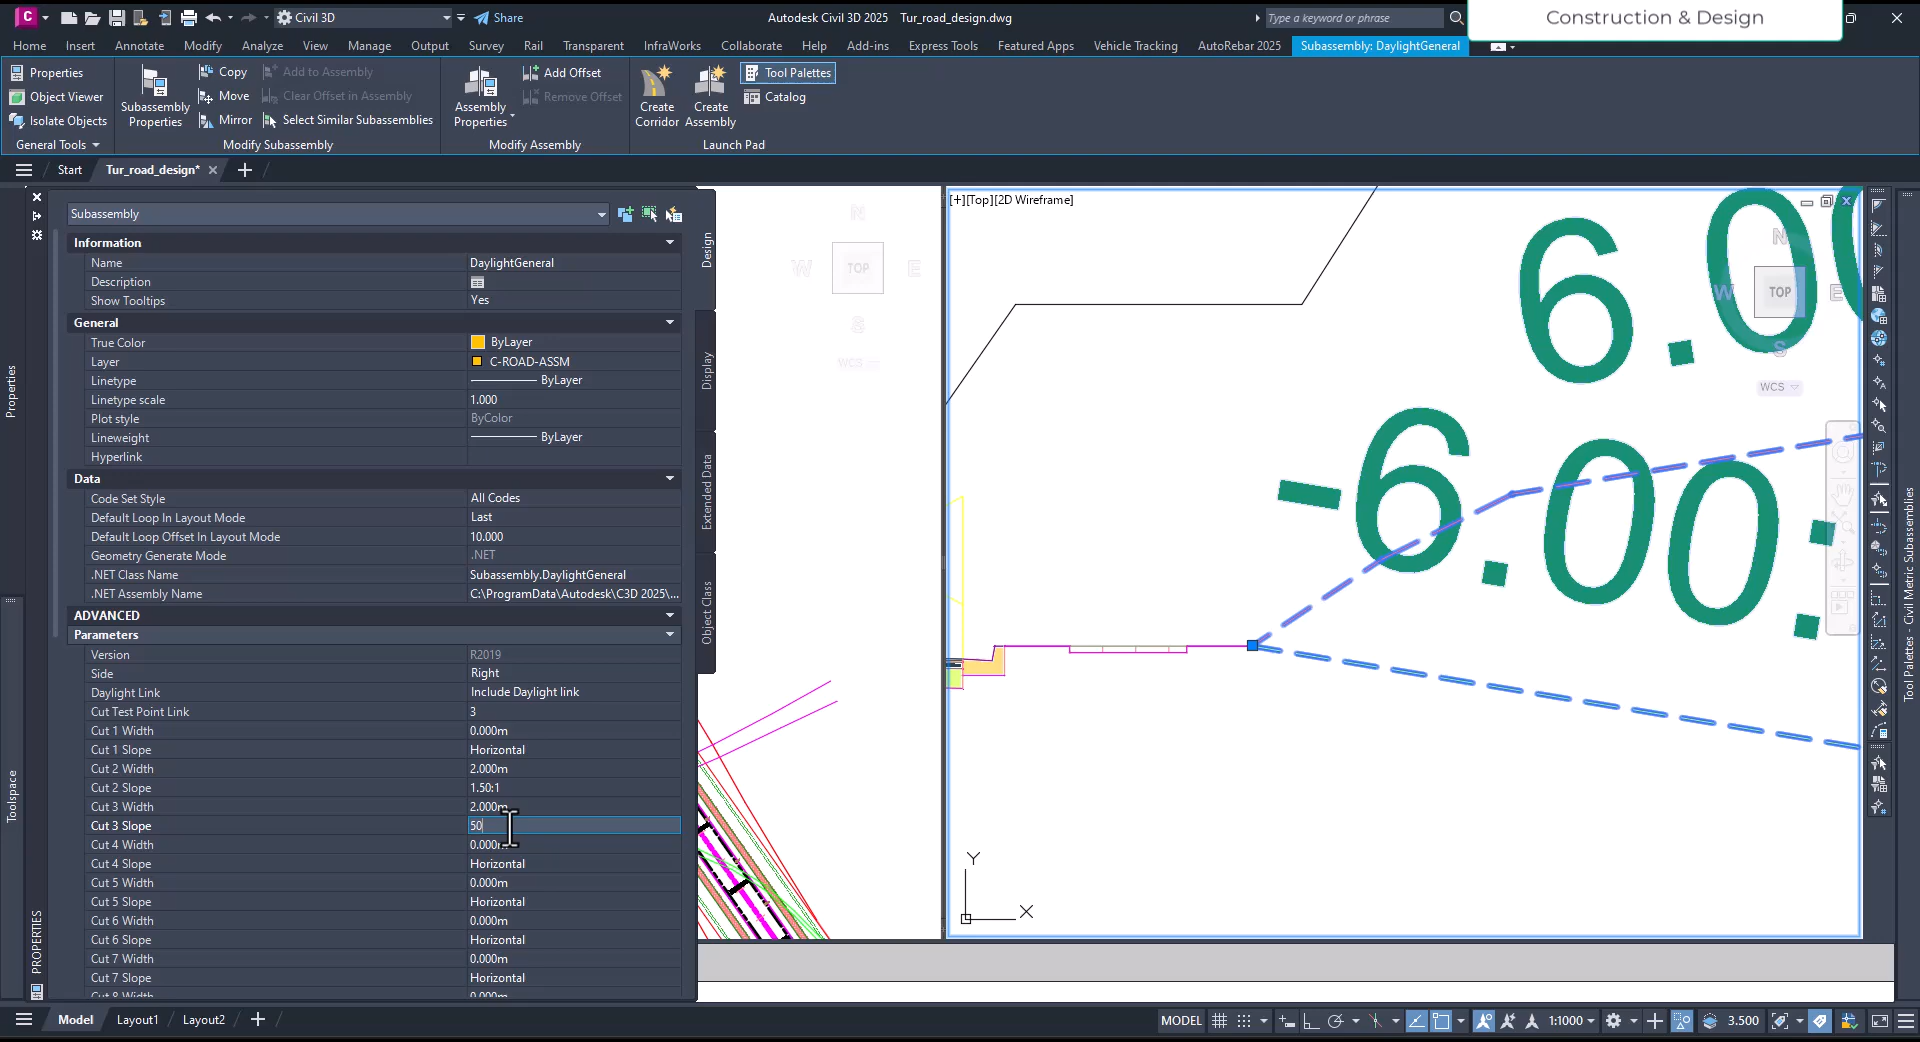 C
Civil 3D
Share
Autodesk Civil 3D 2025 Tur_road_design.dwg
Type a keyword or phrase
Construction & Design
Home Insert Annotate Modify Analyze View Manage Output Survey Rail Transparent InfraWorks Collaborate Help Add-ins Express Tools Featured Apps Vehicle Tracking AutoRebar 2025 Subassembly: DaylightGeneral
Properties
Object Viewer
Isolate Objects
General Tools
Subassembly Properties
Copy
Move
Mirror
Add to Assembly
Clear Offset in Assembly
Select Similar Subassemblies
Modify Subassembly
Assembly Properties
Add Offset
Remove Offset
Modify Assembly
Create Corridor
Create Assembly
Tool Palettes
Catalog
Launch Pad
Start Tur_road_design*
Subassembly
Information
Name DaylightGeneral
Description
Show Tooltips Yes
General
True Color ByLayer
Layer C-ROAD-ASSM
Linetype ByLayer
Linetype scale 1.000
Plot style ByColor
Lineweight ByLayer
Hyperlink
Data
Code Set Style All Codes
Default Loop In Layout Mode Last
Default Loop Offset In Layout Mode 10.000
Geometry Generate Mode .NET
.NET Class Name Subassembly.DaylightGeneral
.NET Assembly Name C:\ProgramData\Autodesk\C3D 2025\...
ADVANCED
Parameters
Version R2019
Side Right
Daylight Link Include Daylight link
Cut Test Point Link 3
Cut 1 Width 0.000m
Cut 1 Slope Horizontal
Cut 2 Width 2.000m
Cut 2 Slope 1.50:1
Cut 3 Width 2.000m
Cut 3 Slope 50
Cut 4 Width 0.000m
Cut 4 Slope Horizontal
Cut 5 Width 0.000m
Cut 5 Slope Horizontal
Cut 6 Width 0.000m
Cut 6 Slope Horizontal
Cut 7 Width 0.000m
Cut 7 Slope Horizontal
Cut 8 Width 0.000m
Design
Display
Extended Data
Object Class
Properties
Toolspace
PROPERTIES
N
W TOP E
S
WCS
[+][Top][2D Wireframe]
6.00
-6.00:
N
W TOP E
S
WCS
Y
X
Tool Palettes - Civil Metric Subassemblies
Model Layout1 Layout2
MODEL 1:1000 3.500